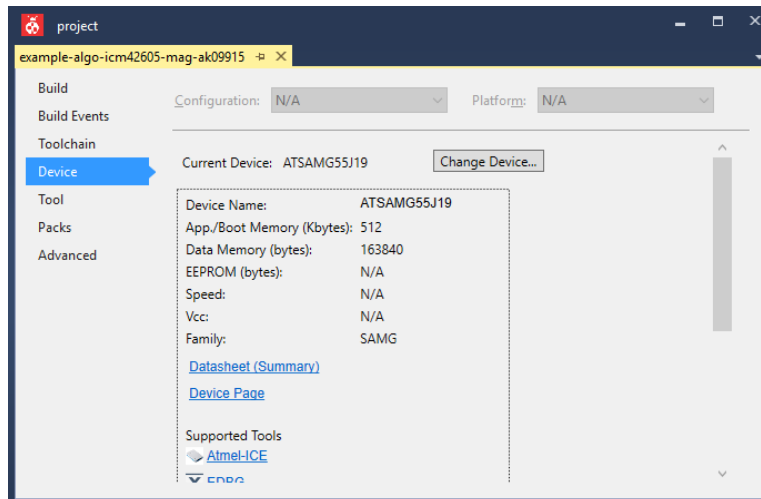 project
example-algo-icm42605-mag-ak09915
Build
Build Events
Toolchain
Device
Tool
Packs
Advanced
Configuration: N/A Platform: N/A
Current Device: ATSAMG55J19 Change Device...
Device Name: ATSAMG55J19
App./Boot Memory (Kbytes): 512
Data Memory (bytes): 163840
EEPROM (bytes): N/A
Speed: N/A
Vcc: N/A
Family: SAMG
Datasheet (Summary)
Device Page
Supported Tools
Atmel-ICE
EDBG